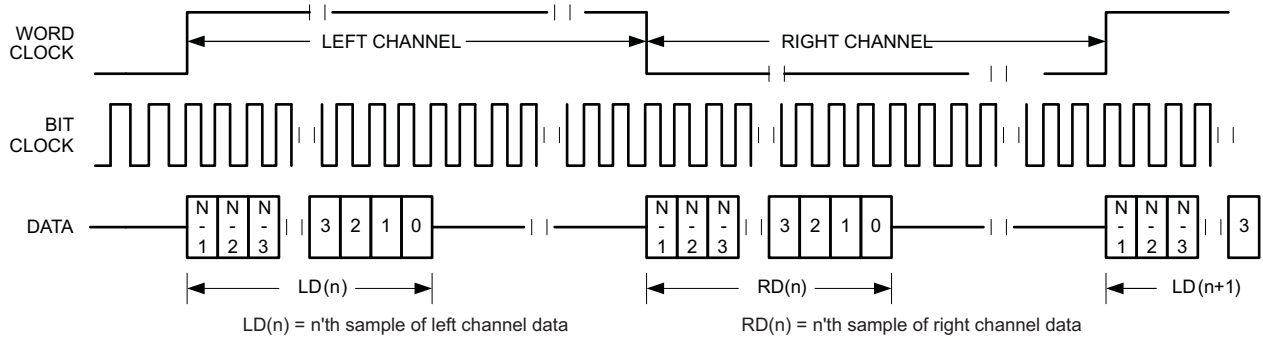 WORD CLOCK
LEFT CHANNEL
RIGHT CHANNEL
BIT CLOCK
DATA
N-1 N-2 N-3 3 2 1 0
N-1 N-2 N-3 3 2 1 0
N-1 N-2 N-3 3
LD(n)
RD(n)
LD(n+1)
LD(n) = n'th sample of left channel data
RD(n) = n'th sample of right channel data